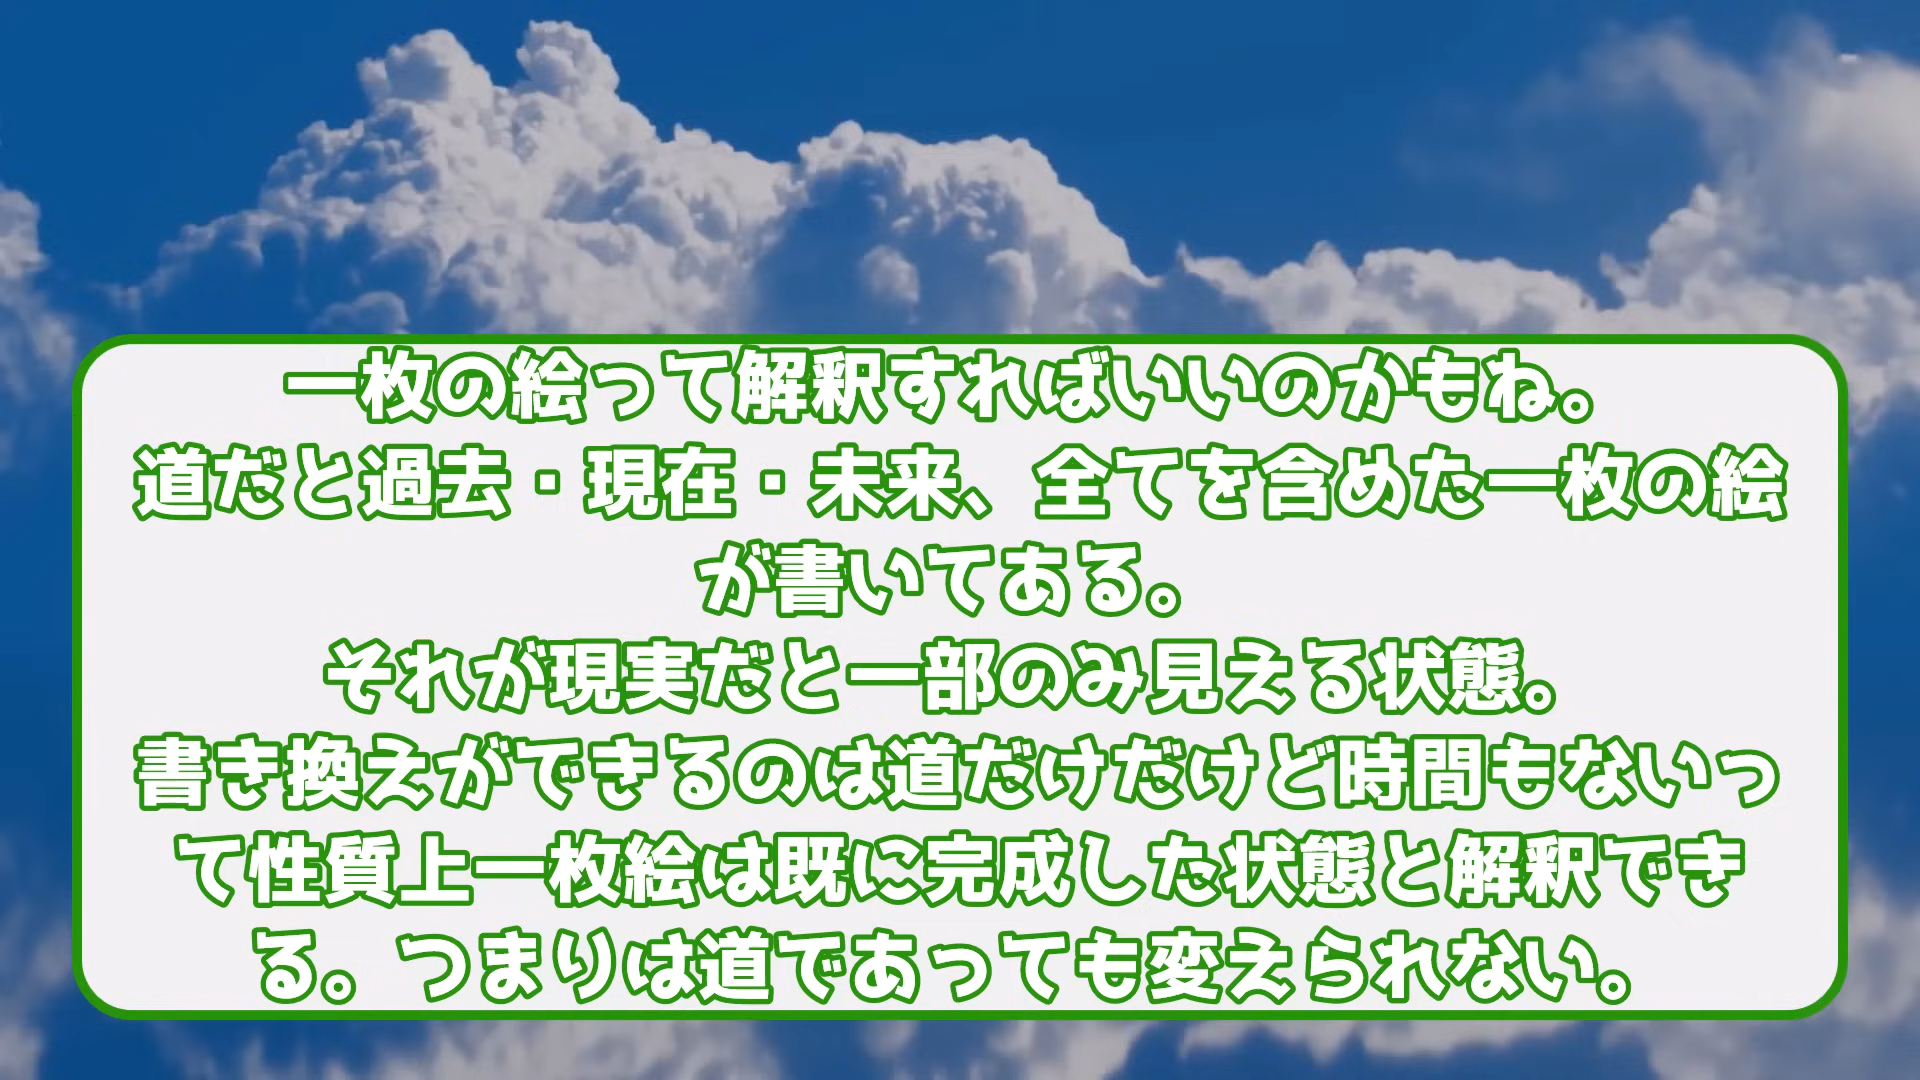 一枚の絵って解釈すればいいのかもね。
道だと過去・現在・未来、全てを含めた一枚の絵
が書いてある。
それが現実だと一部のみ見える状態。
書き換えができるのは道だけだけど時間もないっ
て性質上一枚絵は既に完成した状態と解釈でき
る。つまりは道であっても変えられない。